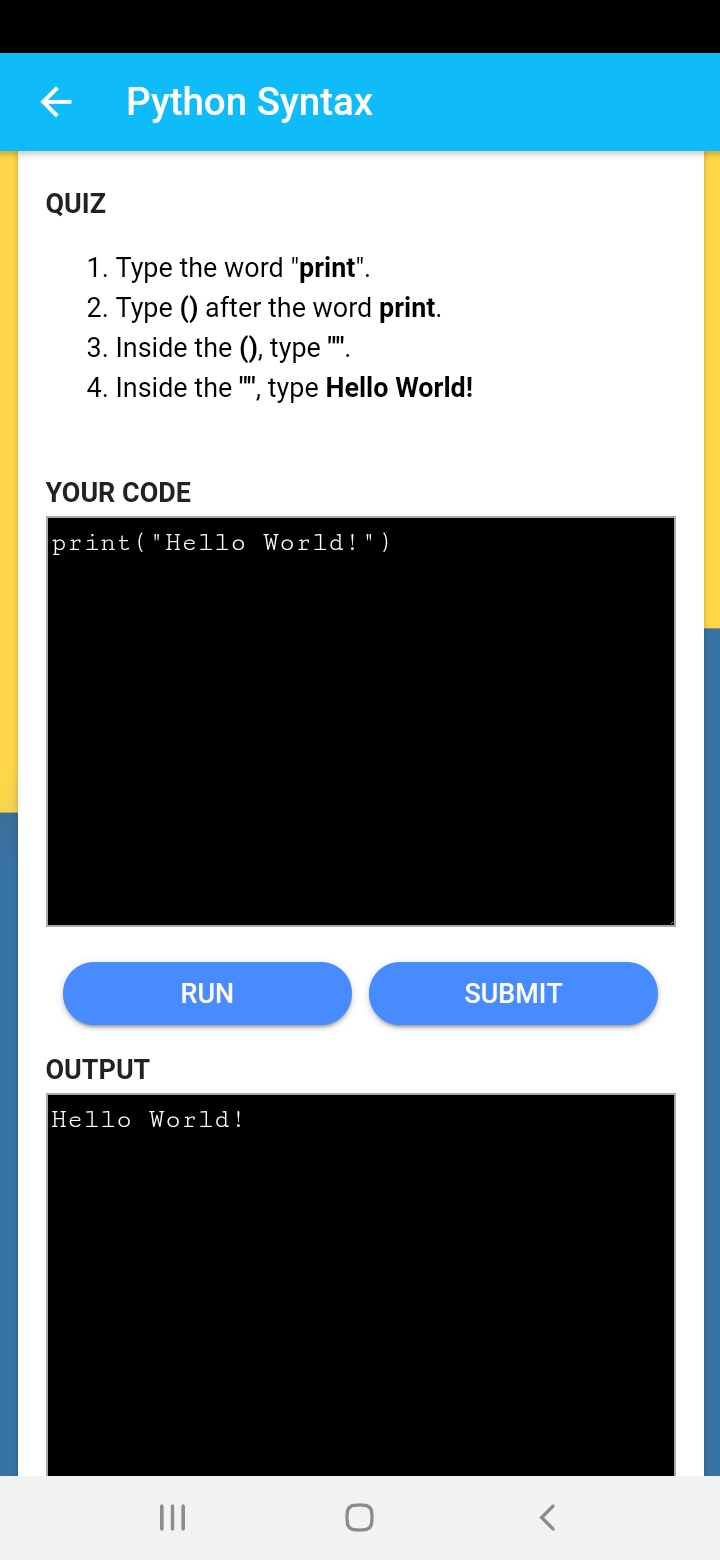 Python Syntax
QUIZ
1. Type the word "print".
2. Type () after the word print.
3. Inside the (), type "".
4. Inside the "", type Hello World!
YOUR CODE
print("Hello World!")
RUN SUBMIT
OUTPUT
Hello World!